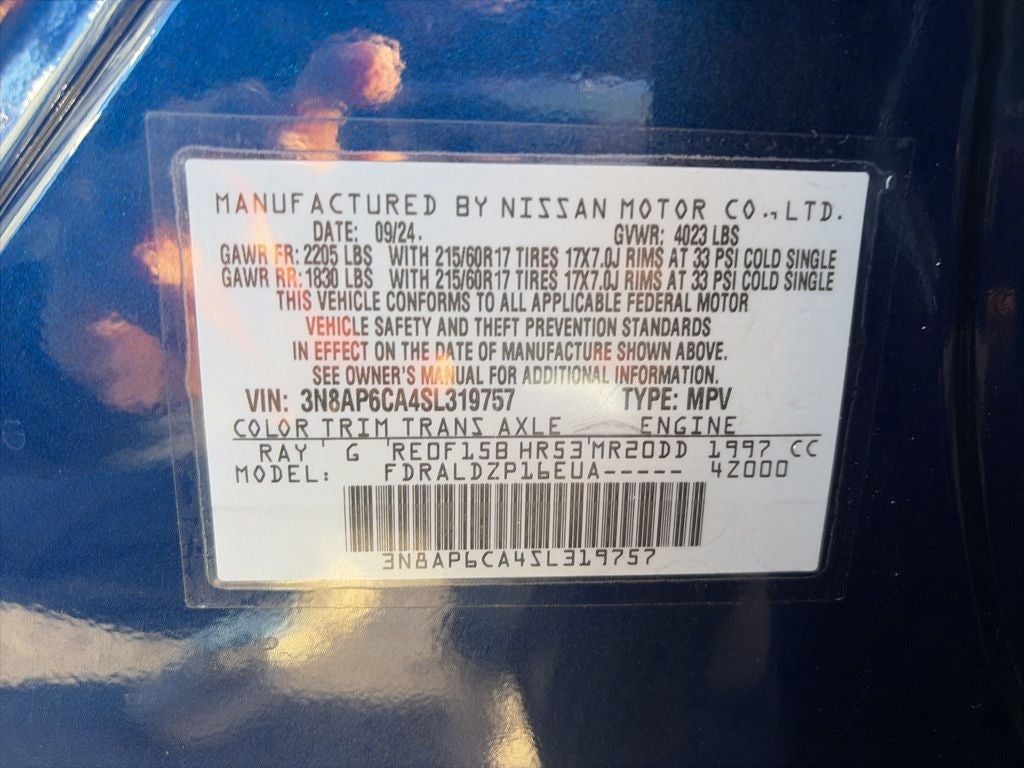 MANUFACTURED BY NISSAN MOTOR CO., LTD.
DATE: 09/24. GVWR: 4023 LBS
GAWR FR: 2205 LBS WITH 215/60R17 TIRES 17X7.0J RIMS AT 33 PSI COLD SINGLE
GAWR RR: 1830 LBS WITH 215/60R17 TIRES 17X7.0J RIMS AT 33 PSI COLD SINGLE
THIS VEHICLE CONFORMS TO ALL APPLICABLE FEDERAL MOTOR
VEHICLE SAFETY AND THEFT PREVENTION STANDARDS
IN EFFECT ON THE DATE OF MANUFACTURE SHOWN ABOVE.
SEE OWNER'S MANUAL FOR ADDITIONAL INFORMATION.
VIN: 3N8AP6CA4SL319757 TYPE: MPV
COLOR TRIM TRANS AXLE ENGINE
RAY G RE0F15B HR53 MR20DD 1997 CC
MODEL: FDRALDZP16EUA----- 4Z000
3N8AP6CA4SL319757